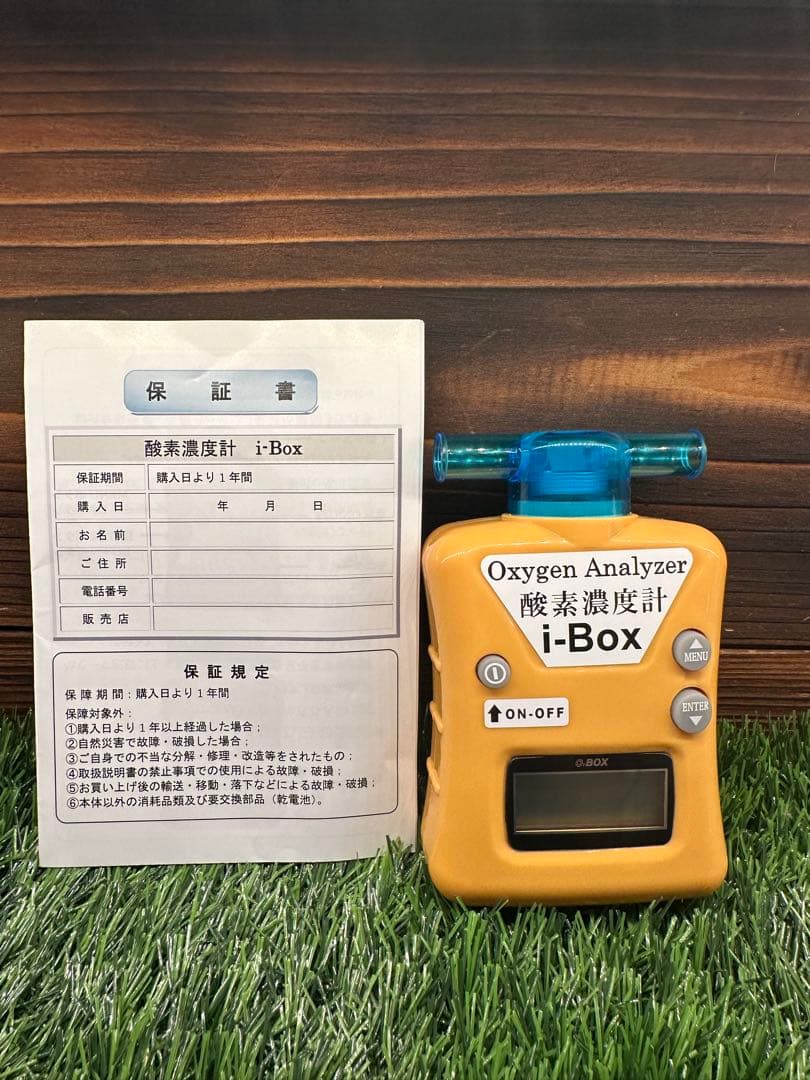 保 証 書
酸素濃度計 i-Box
保証期間 購入日より1年間
購入日 年 月 日
お名前
ご住所
電話番号
販売店
保証規定
保障期間：購入日より1年間
保障対象外：
①購入日より1年以上経過した場合；
②自然災害で故障・破損した場合；
③ご自身での不当な分解・修理・改造等をされたもの；
④取扱説明書の禁止事項での使用による故障・破損；
⑤お買い上げ後の輸送・移動・落下などによる故障・破損；
⑥本体以外の消耗品類及び要交換部品（乾電池）。
Oxygen Analyzer
酸素濃度計
i-Box
MENU
ENTER
ON-OFF
O₂BOX